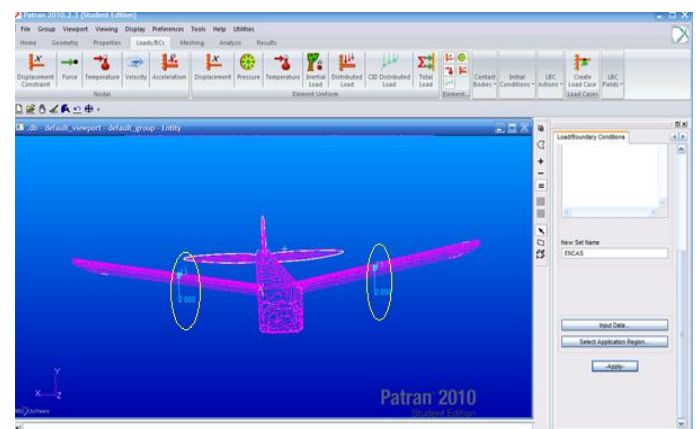 Patran 2010.2.3 (Student Edition)
File Group Viewport Viewing Display Preferences Tools Help Utilities
Home Geometry Properties Loads/BCs Meshing Analysis Results
Displacement Constraint Force Temperature Velocity Acceleration Displacement Pressure Temperature Inertial Load Distributed Load CID Distributed Load Total Load Contact Bodies Initial Conditions LBC Actions Create Load Case LBC Fields
Nodal Element Uniform Element... Load Cases
.db - default_viewport - default_group - Entity
Load/Boundary Conditions
New Set Name
ENCAS
2.000
2.000
Input Data...
Select Application Region...
-Apply-
Y
X Z
Patran 2010
Student Edition